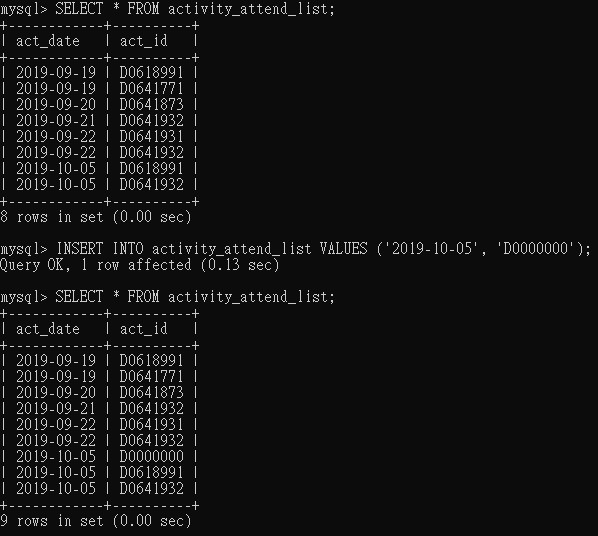 mysql> SELECT * FROM activity_attend_list;
+------------+----------+
| act_date   | act_id   |
+------------+----------+
| 2019-09-19 | D0618991 |
| 2019-09-19 | D0641771 |
| 2019-09-20 | D0641873 |
| 2019-09-21 | D0641932 |
| 2019-09-22 | D0641931 |
| 2019-09-22 | D0641932 |
| 2019-10-05 | D0618991 |
| 2019-10-05 | D0641932 |
+------------+----------+
8 rows in set (0.00 sec)
mysql> INSERT INTO activity_attend_list VALUES ('2019-10-05', 'D0000000');
Query OK, 1 row affected (0.13 sec)
mysql> SELECT * FROM activity_attend_list;
+------------+----------+
| act_date   | act_id   |
+------------+----------+
| 2019-09-19 | D0618991 |
| 2019-09-19 | D0641771 |
| 2019-09-20 | D0641873 |
| 2019-09-21 | D0641932 |
| 2019-09-22 | D0641931 |
| 2019-09-22 | D0641932 |
| 2019-10-05 | D0000000 |
| 2019-10-05 | D0618991 |
| 2019-10-05 | D0641932 |
+------------+----------+
9 rows in set (0.00 sec)